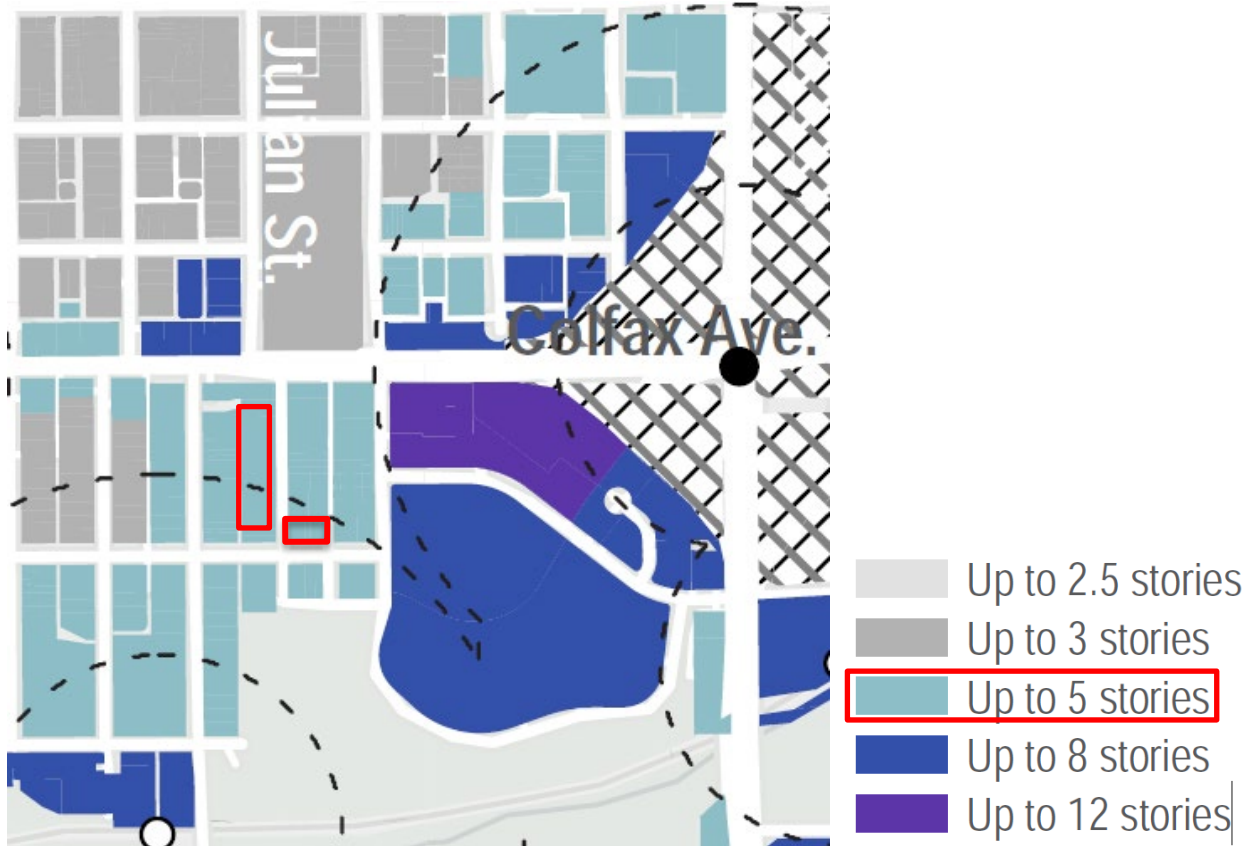 Julian St.
Colfax Ave.
Up to 2.5 stories
Up to 3 stories
Up to 5 stories
Up to 8 stories
Up to 12 stories